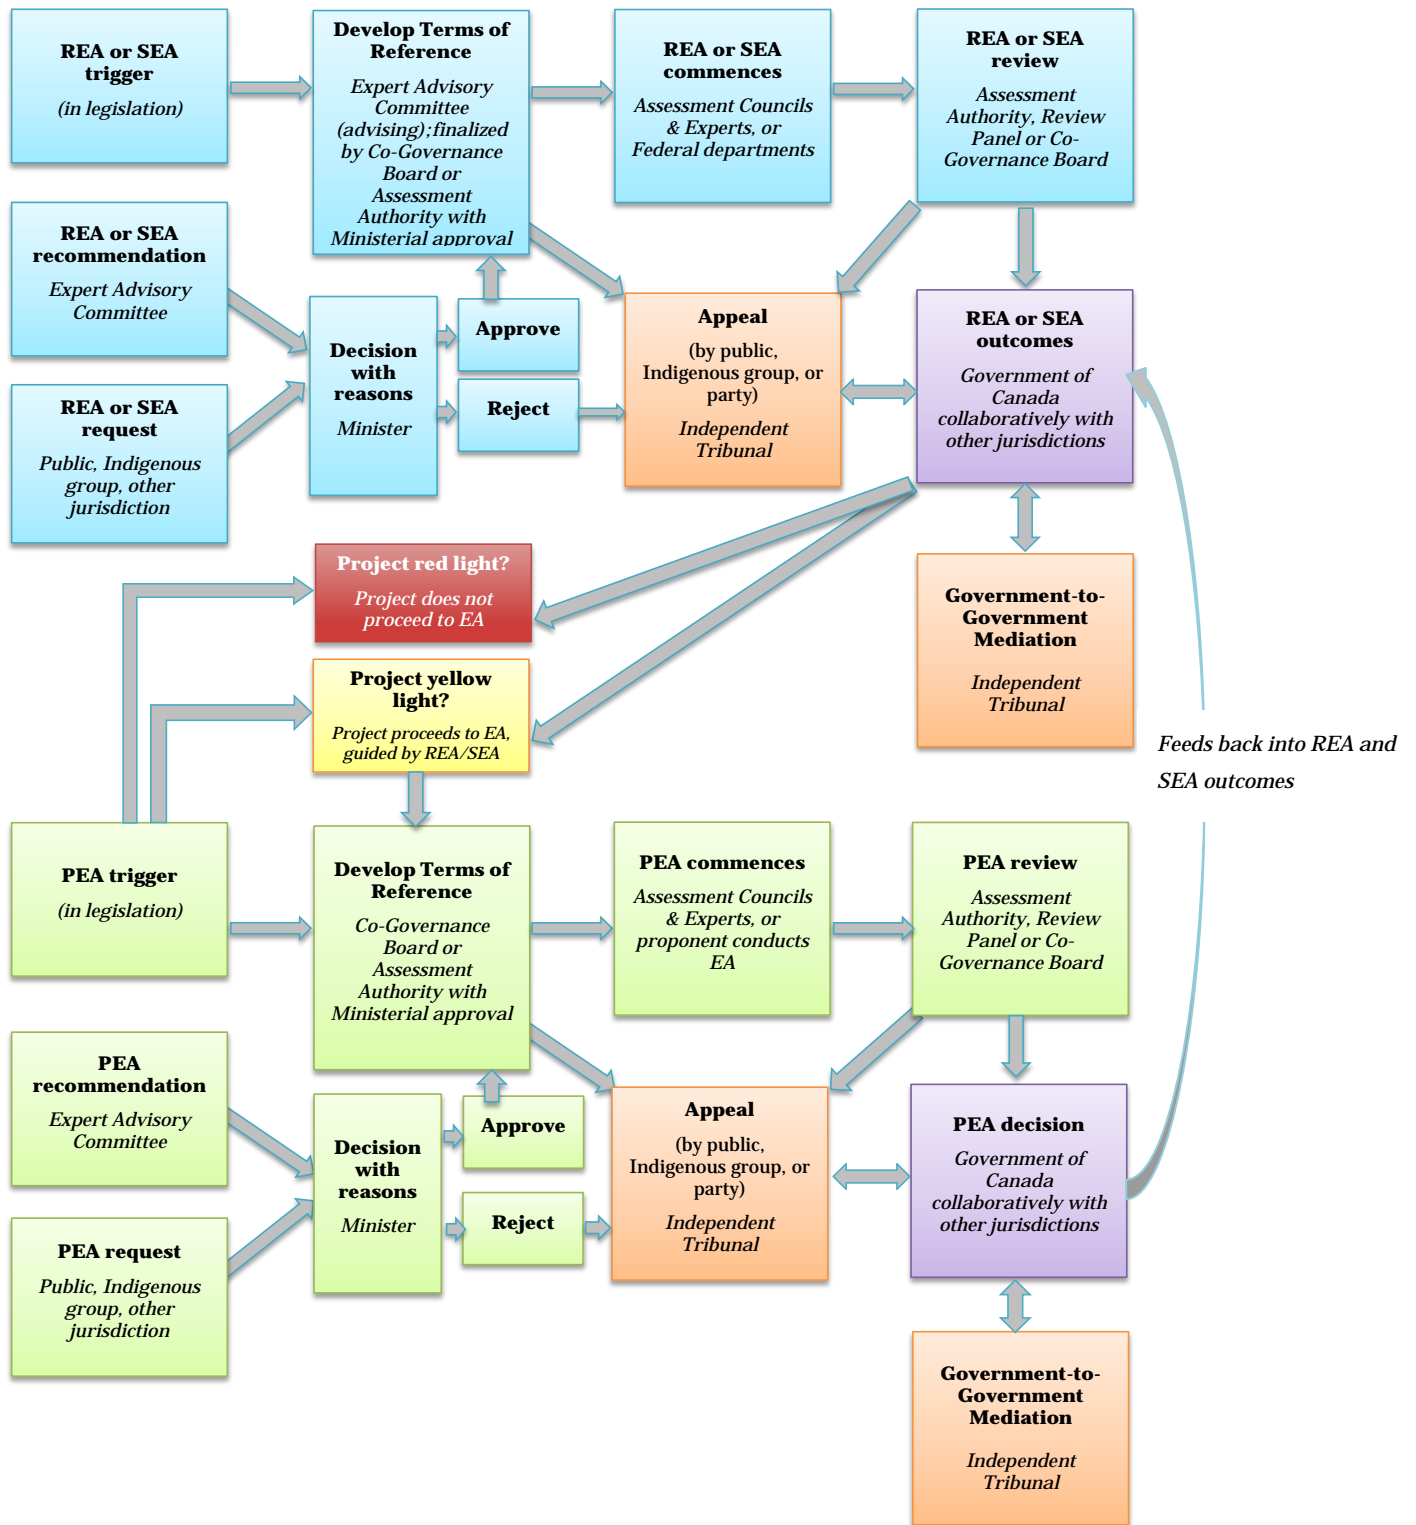 REA or SEA
trigger
(in legislation)
Develop Terms of
Reference
Expert Advisory
Committee
(advising);finalized
by Co-Governance
Board or
Assessment
Authority with
Ministerial approval
REA or SEA
commences
Assessment Councils
& Experts, or
Federal departments
REA or SEA
review
Assessment
Authority, Review
Panel or Co-
Governance Board
REA or SEA
recommendation
Expert Advisory
Committee
REA or SEA
request
Public, Indigenous
group, other
jurisdiction
Decision
with
reasons
Minister
Approve
Reject
Appeal
(by public,
Indigenous group, or
party)
Independent
Tribunal
REA or SEA
outcomes
Government of
Canada
collaboratively with
other jurisdictions
Project red light?
Project does not
proceed to EA
Project yellow
light?
Project proceeds to EA,
guided by REA/SEA
Government-to-
Government
Mediation
Independent
Tribunal
Feeds back into REA and
SEA outcomes
PEA trigger
(in legislation)
Develop Terms of
Reference
Co-Governance
Board or
Assessment
Authority with
Ministerial approval
PEA commences
Assessment Councils
& Experts, or
proponent conducts
EA
PEA review
Assessment
Authority, Review
Panel or Co-
Governance Board
PEA
recommendation
Expert Advisory
Committee
PEA request
Public, Indigenous
group, other
jurisdiction
Decision
with
reasons
Minister
Approve
Reject
Appeal
(by public,
Indigenous group, or
party)
Independent
Tribunal
PEA decision
Government of
Canada
collaboratively with
other jurisdictions
Government-to-
Government
Mediation
Independent
Tribunal